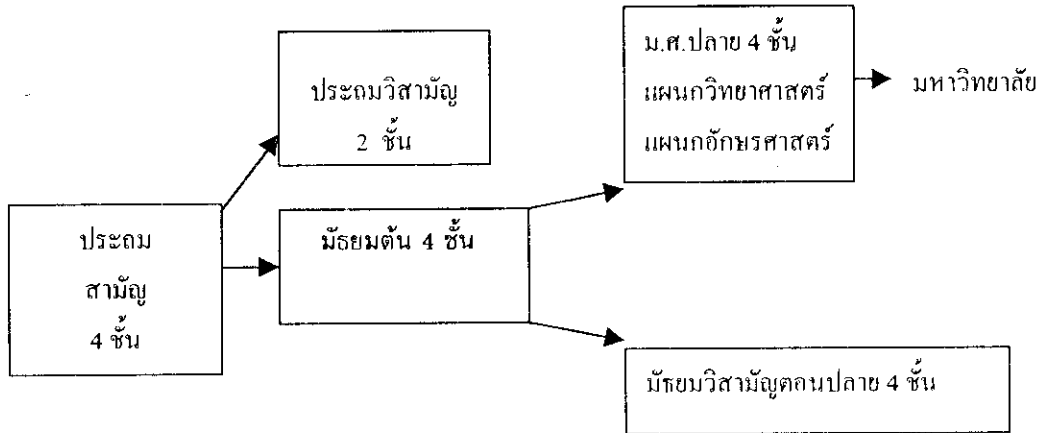 ประถม
สามัญ
4 ชั้น
ประถมวิสามัญ
2 ชั้น
มัธยมต้น 4 ชั้น
ม.ศ.ปลาย 4 ชั้น
แผนกวิทยาศาสตร์
แผนกอักษรศาสตร์
มหาวิทยาลัย
มัธยมวิสามัญตอนปลาย 4 ชั้น